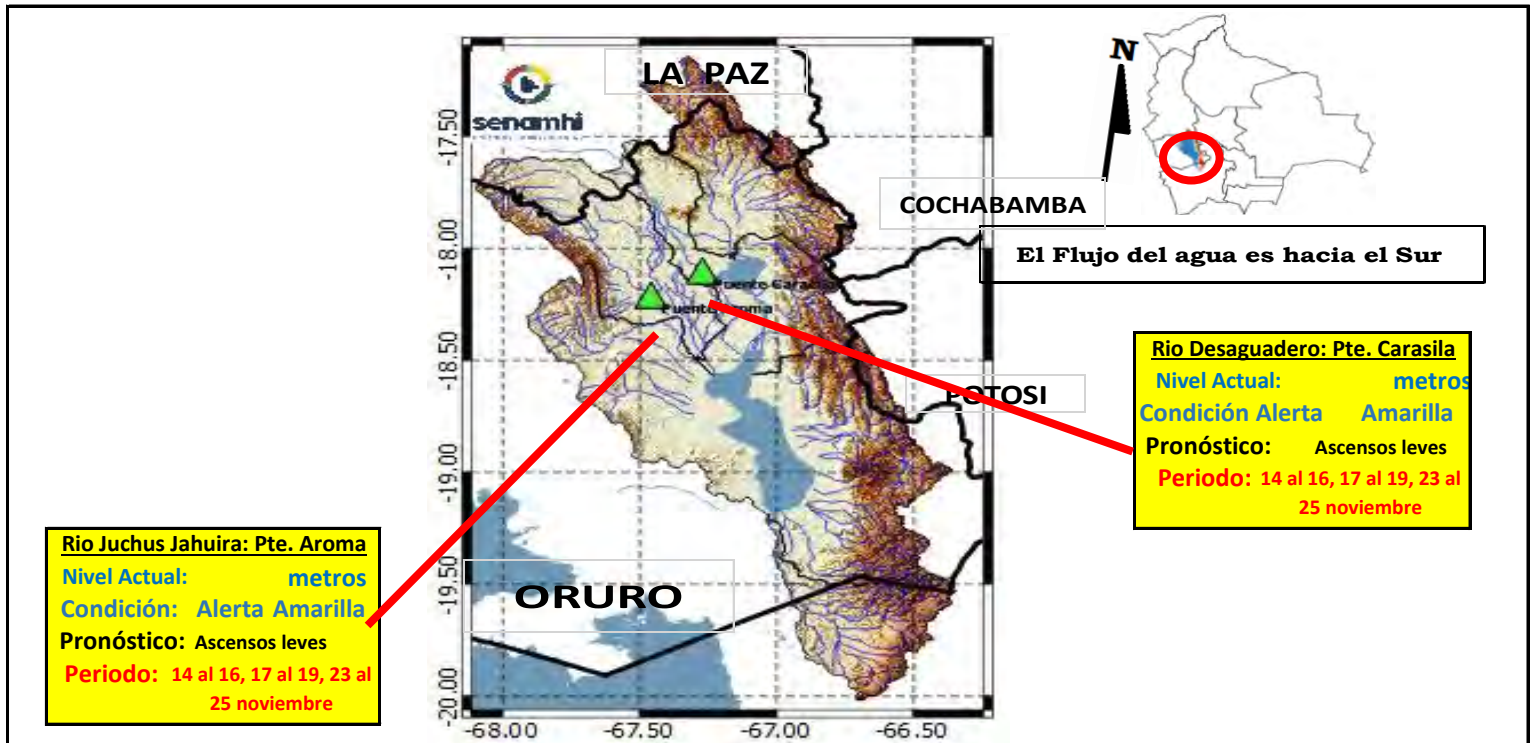 LA PAZ
senamhi
N
COCHABAMBA
El Flujo del agua es hacia el Sur
POTOSI
ORURO
Rio Desaguadero: Pte. Carasila
Nivel Actual: metros
Condición Alerta Amarilla
Pronóstico: Ascensos leves
Periodo: 14 al 16, 17 al 19, 23 al
25 noviembre
Rio Juchus Jahuira: Pte. Aroma
Nivel Actual: metros
Condición: Alerta Amarilla
Pronóstico: Ascensos leves
Periodo: 14 al 16, 17 al 19, 23 al
25 noviembre
Puente
Puente
-17.50
-18.00
-18.50
-19.00
-19.50
-20.00
-68.00 -67.50 -67.00 -66.50